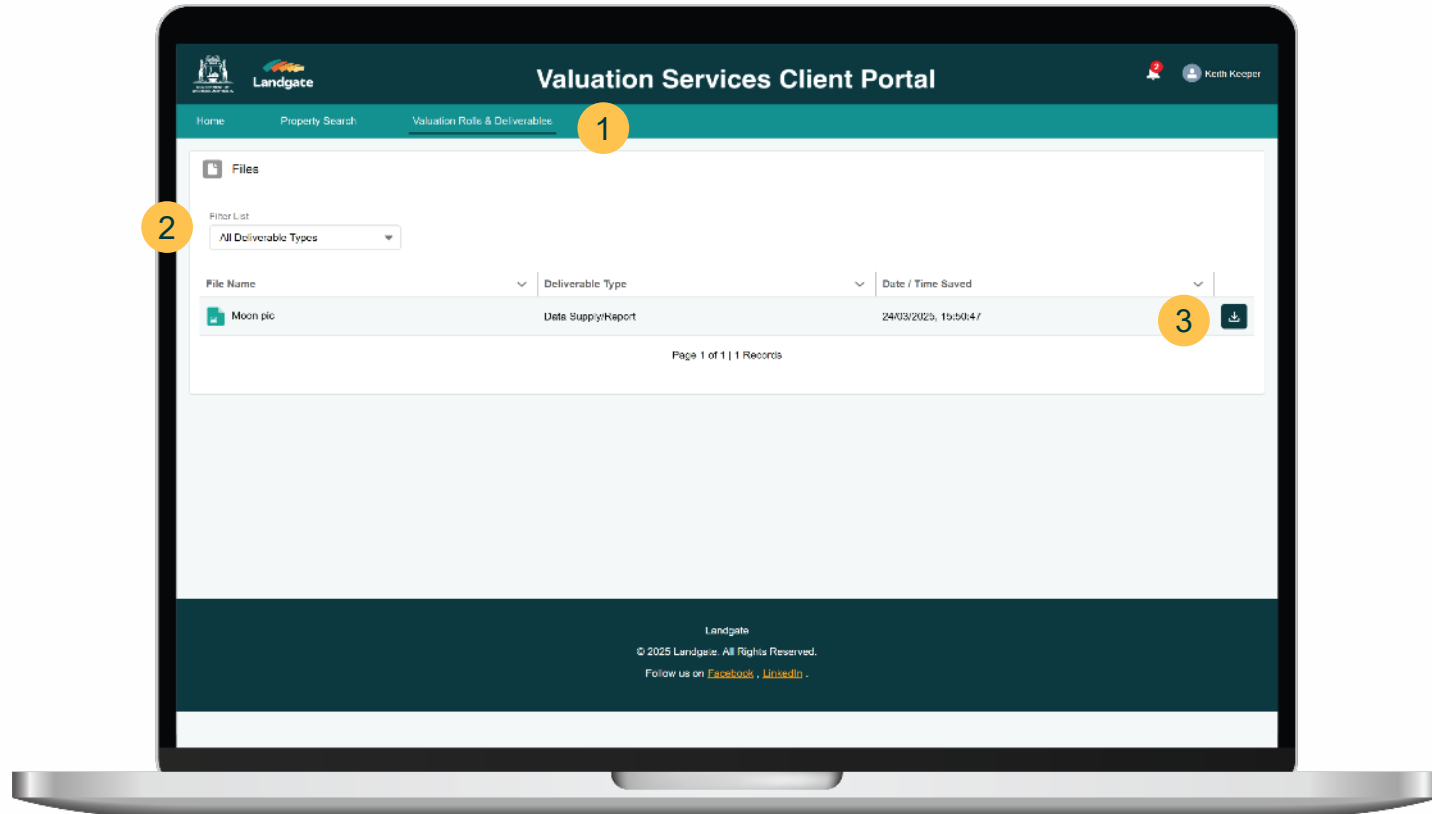 Landgate
Valuation Services Client Portal
2
Keith Keeper
Home
Property Search
Valuation Rolls & Deliverables
1
Files
2
Filter List
All Deliverable Types
File Name
Deliverable Type
Date / Time Saved
Moon pic
Data Supply/Report
24/03/2025, 15:50:47
3
Page 1 of 1 | 1 Records
Landgate
© 2025 Landgate. All Rights Reserved.
Follow us on Facebook , LinkedIn .